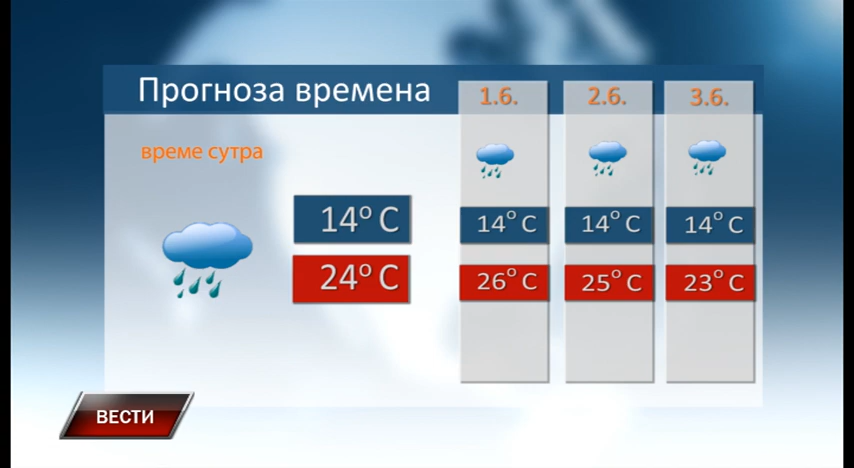 Прогноза времена
време сутра
14° C
24° C
1.6.
14° C
26° C
2.6.
14° C
25° C
3.6.
14° C
23° C
ВЕСТИ